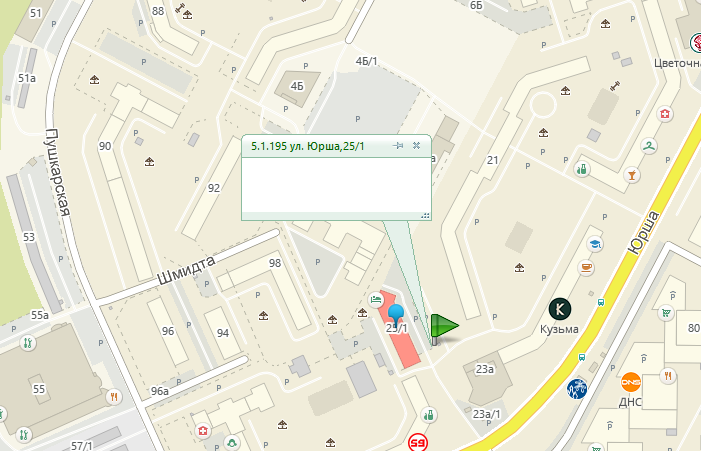 6Б
88
51
51а
4Б/1
4Б
Цветочна
5.1.195 ул. Юрша,25/1
90
21
Пушкарская
92
Юрша
53
98
Шмидта
55а
25/1
К
Кузьма
80
96
94
23а
ДНС
55
DNS
96а
23а/1
59
57/1